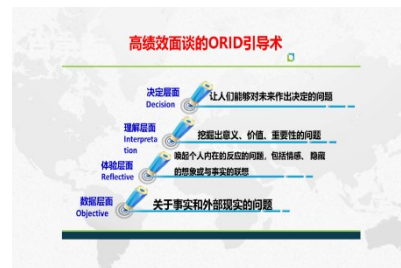 高绩效面谈的ORID引导术
决定层面
Decision
让人们能够对未来作出决定的问题
理解层面
Interpreta
tion
挖掘出意义、价值、重要性的问题
体验层面
Reflective
唤起个人内在的反应的问题，包括情感、隐藏
的想象或与事实的联想
数据层面
Objective
关于事实和外部现实的问题